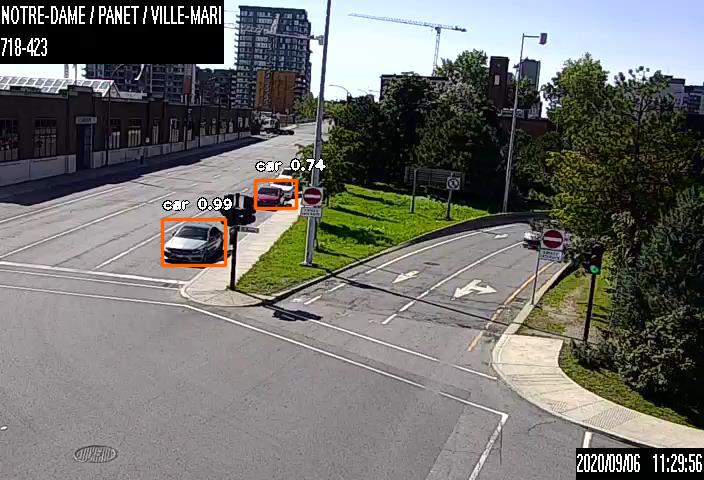 NOTRE-DAME / PANET / VILLE-MARI
718-423
car 0.74
car 0.99
2020/09/06 11:29:56